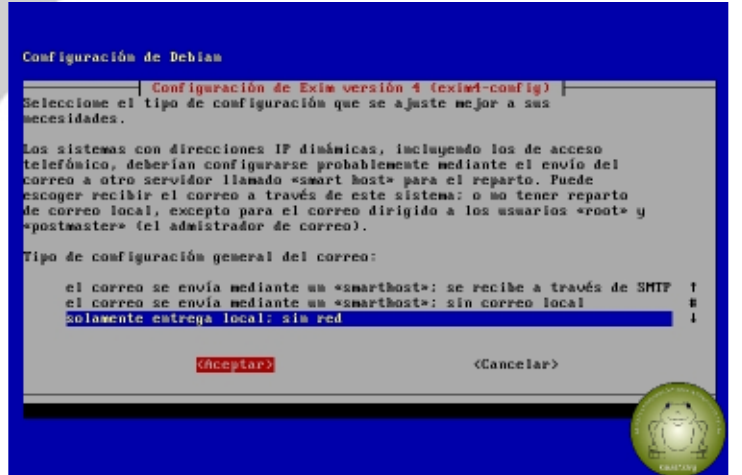 Configuración de Debian
Configuración de Exim versión 4 (exim4-config)
Seleccione el tipo de configuración que se ajuste mejor a sus
necesidades.
Los sistemas con direcciones IP dinámicas, incluyendo los de acceso
telefónico, deberían configurarse probablemente mediante el envío del
correo a otro servidor llamado «smart host» para el reparto. Puede
escoger recibir el correo a través de este sistema; o no tener reparto
de correo local, excepto para el correo dirigido a los usuarios «root» y
«postmaster» (el admistrador de correo).
Tipo de configuración general del correo:
el correo se envía mediante un «smarthost»; se recibe a través de SMTP ↑
el correo se envía mediante un «smarthost»; sin correo local
solamente entrega local; sin red ↓
<Aceptar> <Cancelar>